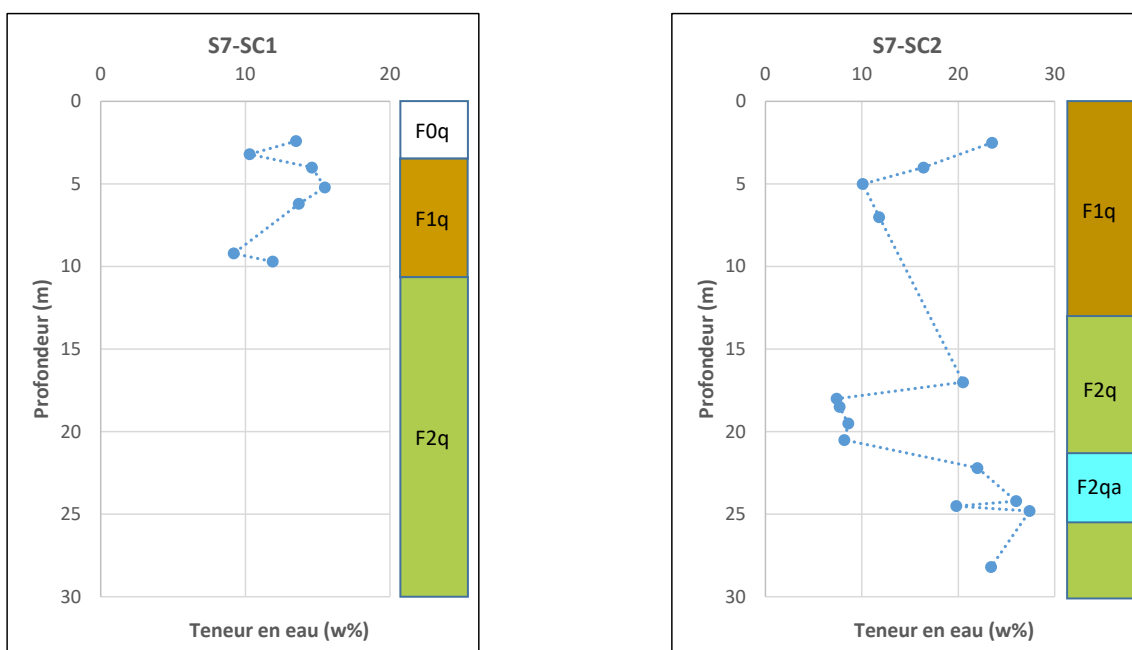 S7-SC1
0 10 20
0
5
10
15
20
25
30
Profondeur (m)
F0q
F1q
F2q
Teneur en eau (w%)
S7-SC2
0 10 20 30
0
5
10
15
20
25
30
Profondeur (m)
F1q
F2q
F2qa
Teneur en eau (w%)